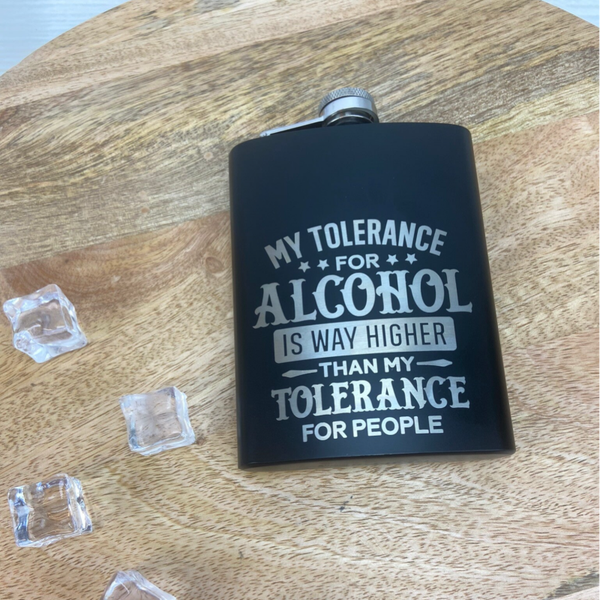 MY TOLERANCE
FOR
ALCOHOL
IS WAY HIGHER
THAN MY
TOLERANCE
FOR PEOPLE